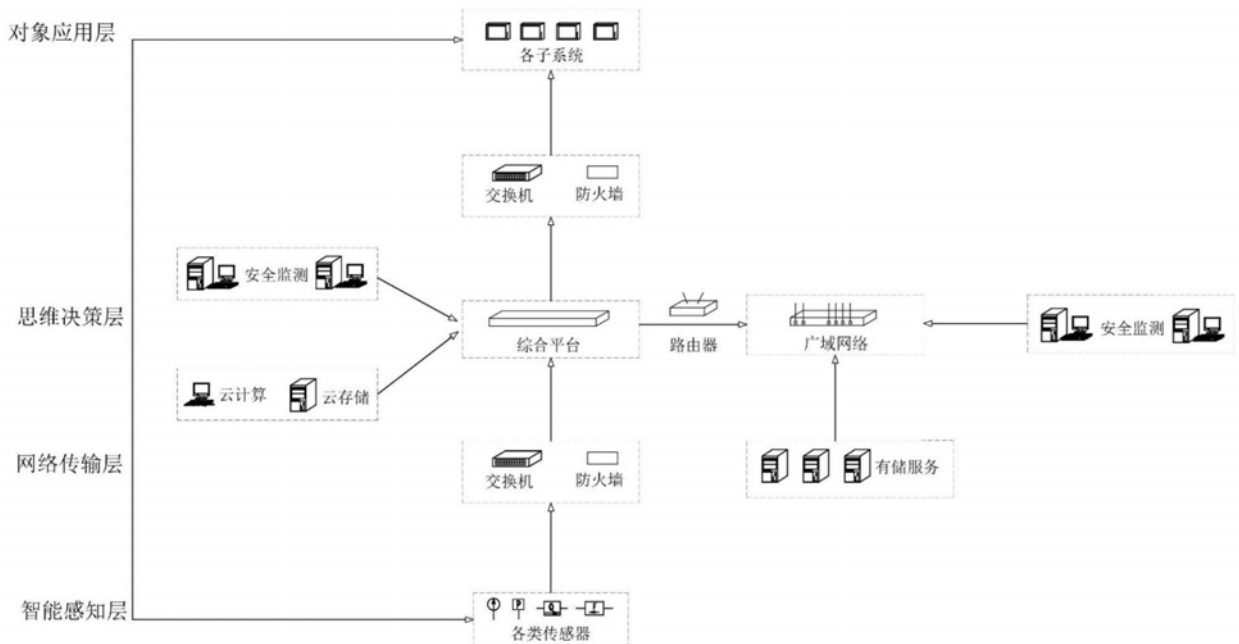 对象应用层
各子系统
交换机
防火墙
安全监测
思维决策层
综合平台
路由器
广域网络
安全监测
云计算
云存储
网络传输层
交换机
防火墙
有储服务
智能感知层
P
Q
T
各类传感器